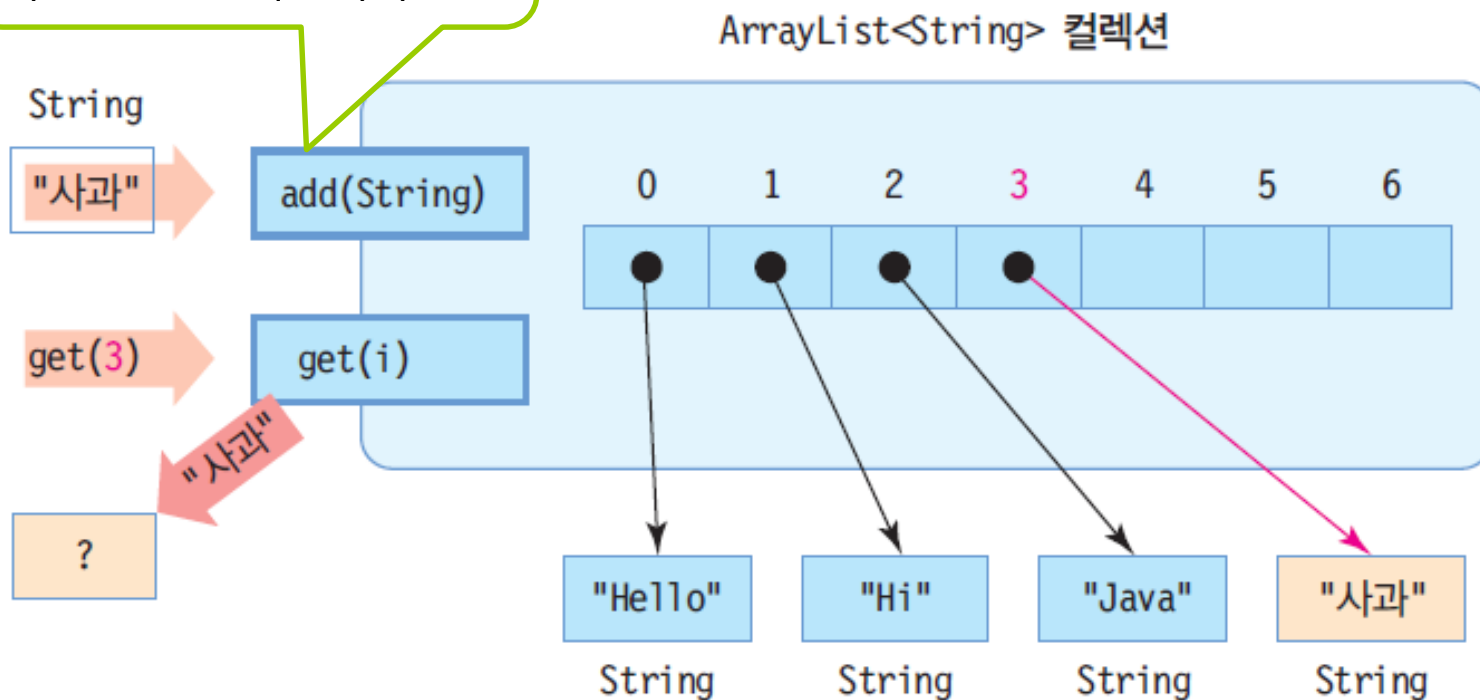 ArrayList<String> 컬렉션
String
"사과"
add(String)
0 1 2 3 4 5 6
get(3)
get(i)
"사과"
?
"Hello" "Hi" "Java" "사과"
String String String String